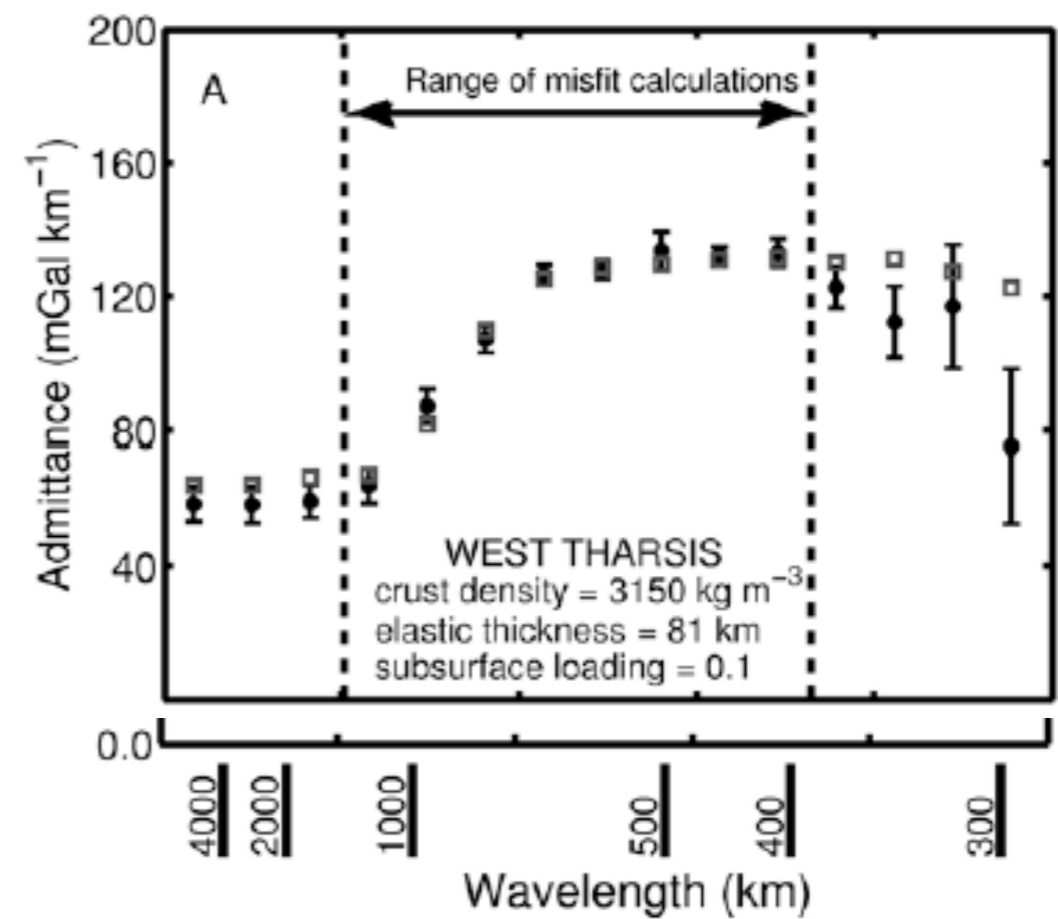 200
A
Range of misfit calculations
160
120
80
40
Admittance (mGal km⁻¹)
WEST THARSIS
crust density = 3150 kg m⁻³
elastic thickness = 81 km
subsurface loading = 0.1
0.0
4000
2000
1000
500
400
300
Wavelength (km)